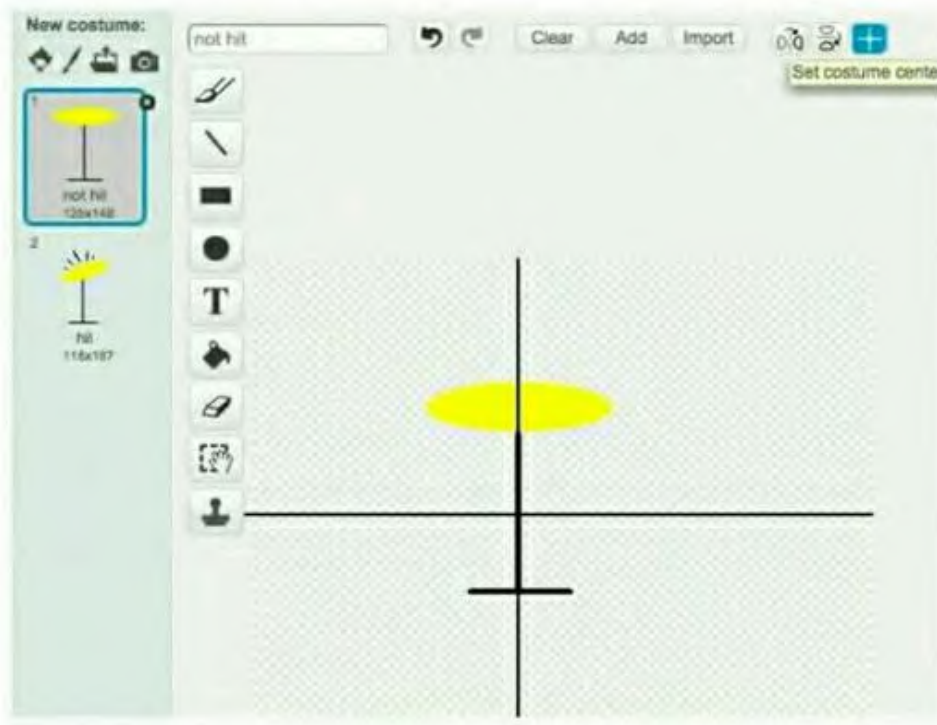 New costume:
not hit
Clear
Add
Import
Set costume cente
1
not hit
2
hit
T